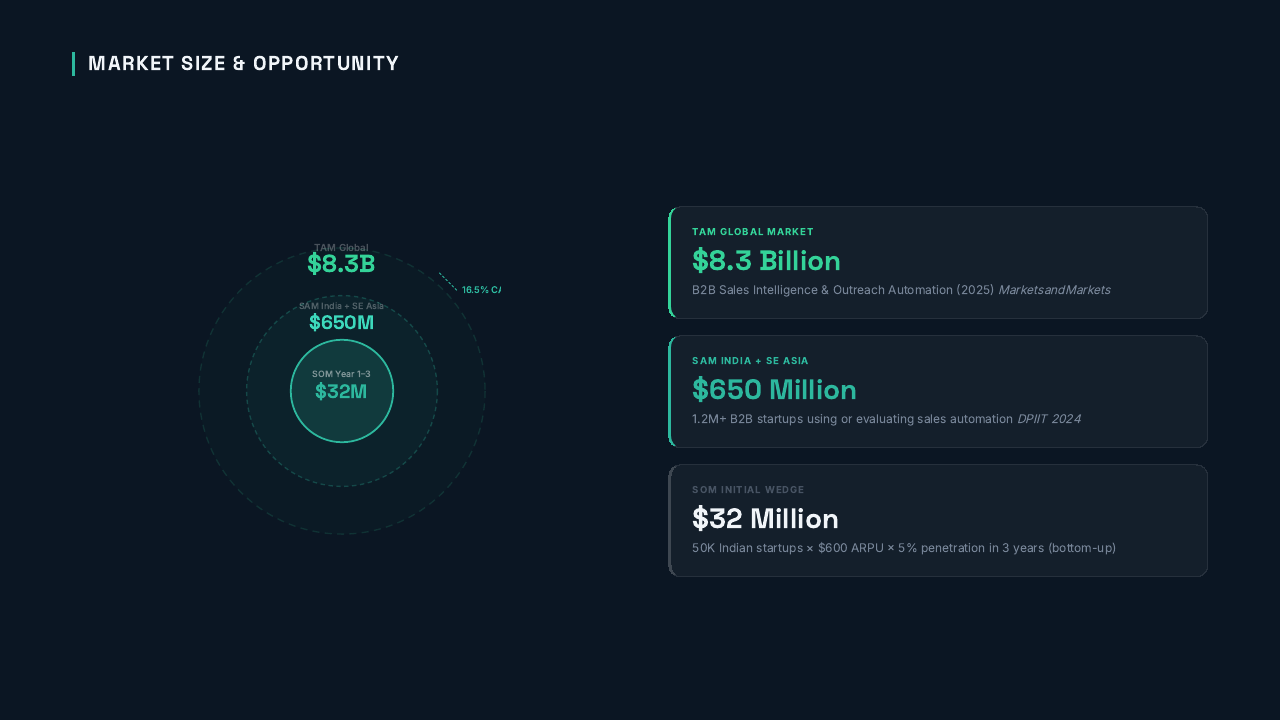 MARKET SIZE & OPPORTUNITY
TAM Global
$8.3B
16.5% CA
SAM India + SE Asia
$650M
SOM Year 1–3
$32M
TAM GLOBAL MARKET
$8.3 Billion
B2B Sales Intelligence & Outreach Automation (2025) MarketsandMarkets
SAM INDIA + SE ASIA
$650 Million
1.2M+ B2B startups using or evaluating sales automation DPIIT 2024
SOM INITIAL WEDGE
$32 Million
50K Indian startups × $600 ARPU × 5% penetration in 3 years (bottom-up)